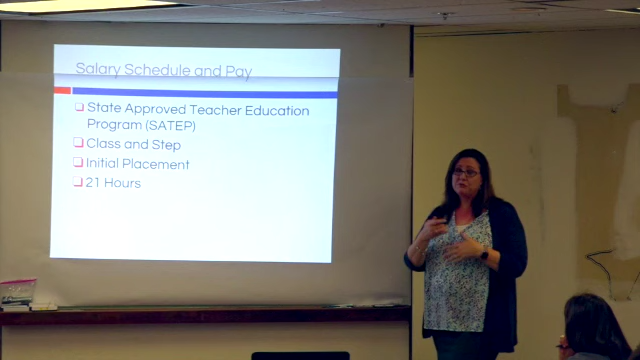 Salary Schedule and Pay
❏ State Approved Teacher Education
Program (SATEP)
❏ Class and Step
❏ Initial Placement
❏ 21 Hours